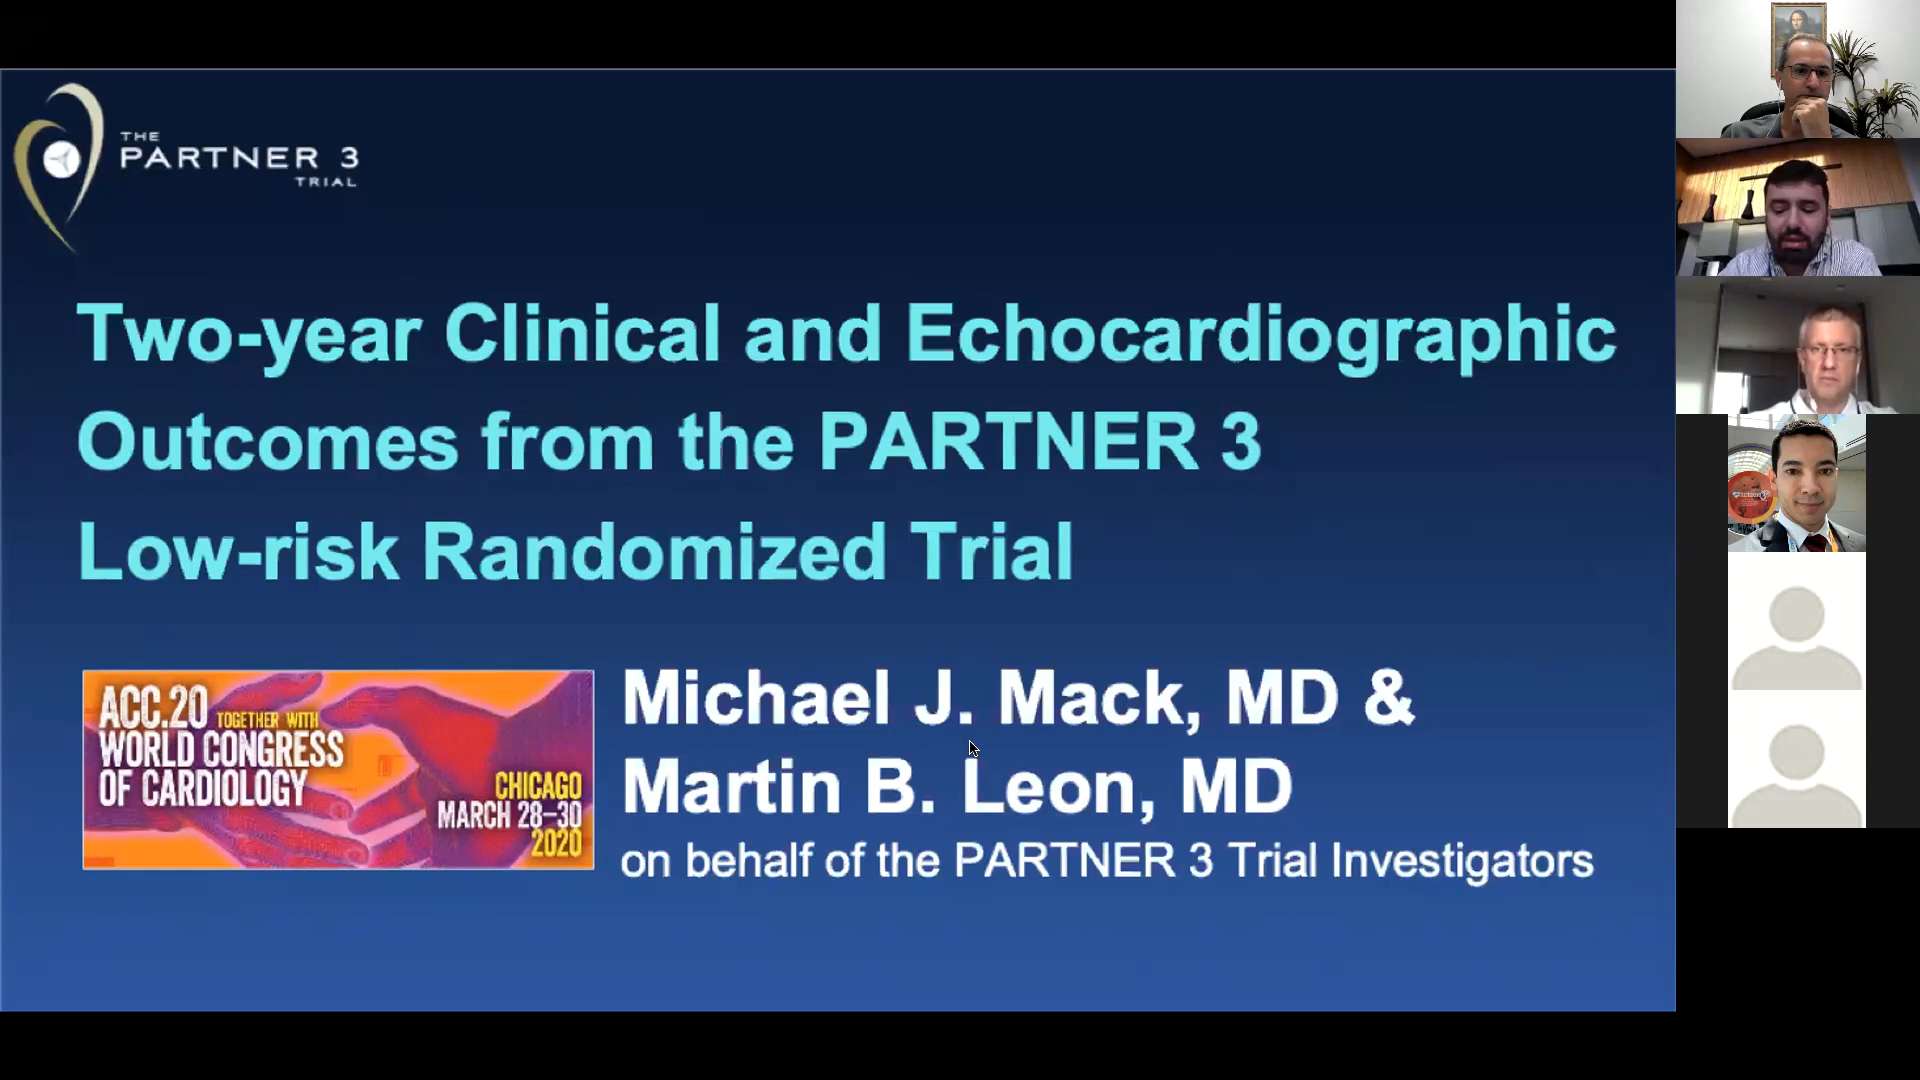 THE
PARTNER 3
TRIAL
Two-year Clinical and Echocardiographic
Outcomes from the PARTNER 3
Low-risk Randomized Trial
ACC.20 TOGETHER WITH
WORLD CONGRESS
OF CARDIOLOGY
CHICAGO
MARCH 28–30
2020
Michael J. Mack, MD &
Martin B. Leon, MD
on behalf of the PARTNER 3 Trial Investigators